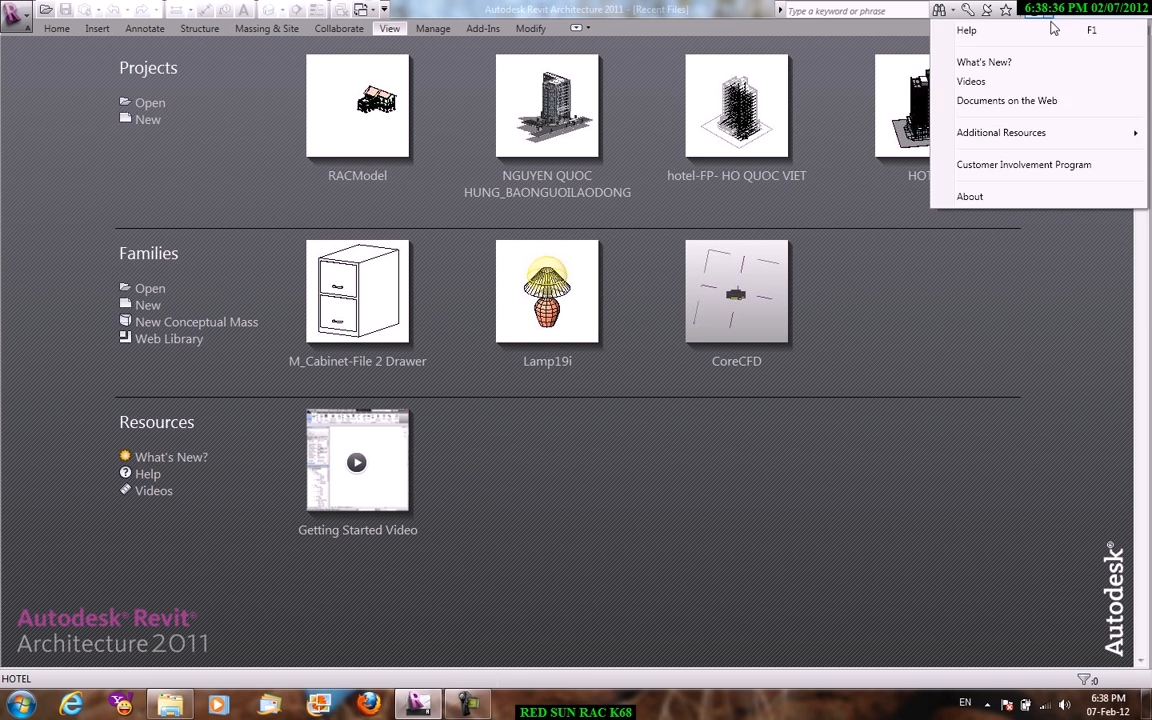 Autodesk Revit Architecture 2011 - [Recent Files]
Type a keyword or phrase
6:38:36 PM 02/07/2012
Home Insert Annotate Structure Massing & Site Collaborate View Manage Add-Ins Modify
Help F1
What's New?
Videos
Documents on the Web
Additional Resources
Customer Involvement Program
About
Projects
Open
New
RACModel
NGUYEN QUOC
HUNG_BAONGUOILAODONG
hotel-FP- HO QUOC VIET
Families
Open
New
New Conceptual Mass
Web Library
M_Cabinet-File 2 Drawer
Lamp19i
CoreCFD
Resources
What's New?
Help
Videos
Getting Started Video
Autodesk® Revit®
Architecture 2011
Autodesk®
HOTEL
:0
EN
6:38 PM
07-Feb-12
RED SUN RAC K68